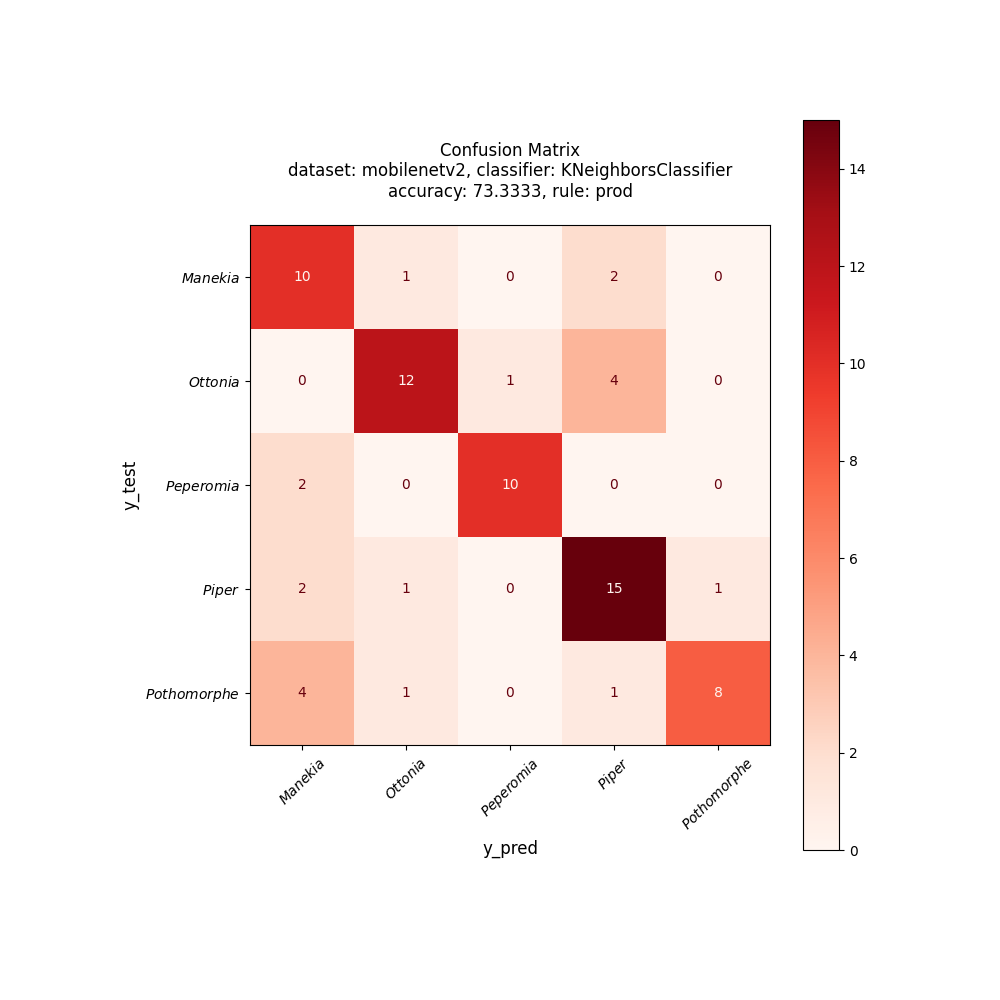 Confusion Matrix
dataset: mobilenetv2, classifier: KNeighborsClassifier
accuracy: 73.3333, rule: prod
Manekia 10 1 0 2 0
Ottonia 0 12 1 4 0
Peperomia 2 0 10 0 0
Piper 2 1 0 15 1
Pothomorphe 4 1 0 1 8
Manekia Ottonia Peperomia Piper Pothomorphe
y_test
y_pred
14
12
10
8
6
4
2
0